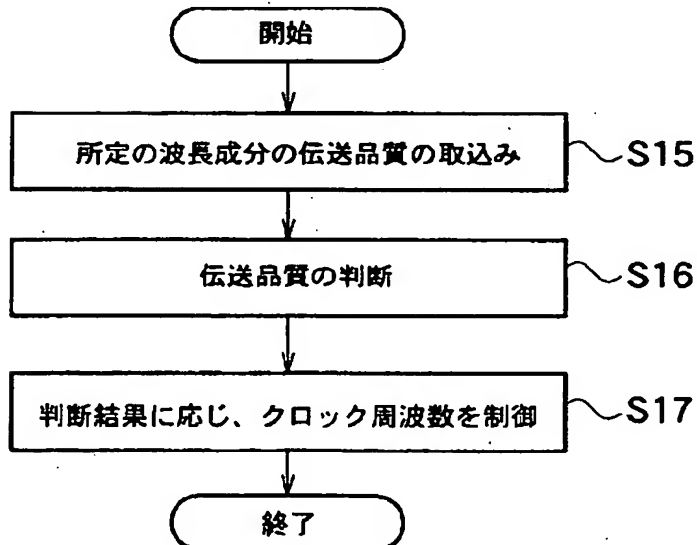 開始
所定の波長成分の伝送品質の取込み
S15
伝送品質の判断
S16
判断結果に応じ、クロック周波数を制御
S17
終了